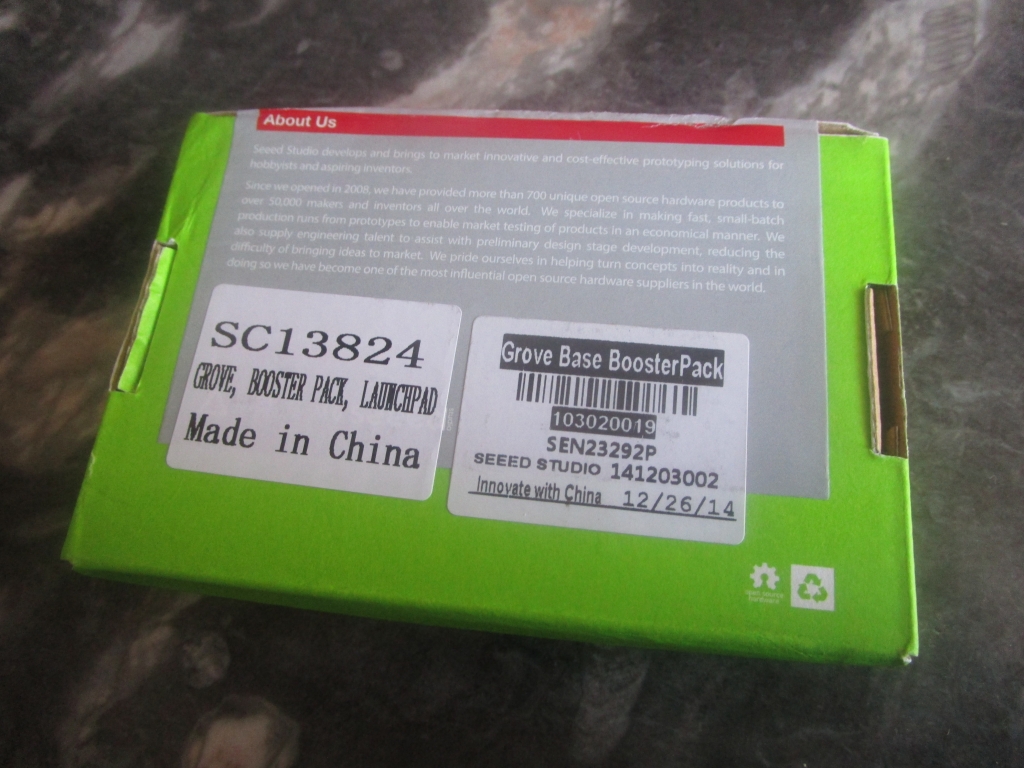 About Us
Seeed Studio develops and brings to market innovative and cost-effective prototyping solutions for
hobbyists and aspiring inventors.
Since we opened in 2008, we have provided more than 700 unique open source hardware products to
over 50,000 makers and inventors all over the world. We specialize in making fast, small-batch
production runs from prototypes to enable market testing of products in an economical manner. We
also supply engineering talent to assist with preliminary design stage development, reducing the
difficulty of bringing ideas to market. We pride ourselves in helping turn concepts into reality and in
doing so we have become one of the most influential open source hardware suppliers in the world.
SC13824
GROVE, BOOSTER PACK, LAUNCHPAD
Made in China
Grove Base BoosterPack
103020019
SEN23292P
SEEED STUDIO 141203002
Innovate with China 12/26/14
open source
hardware